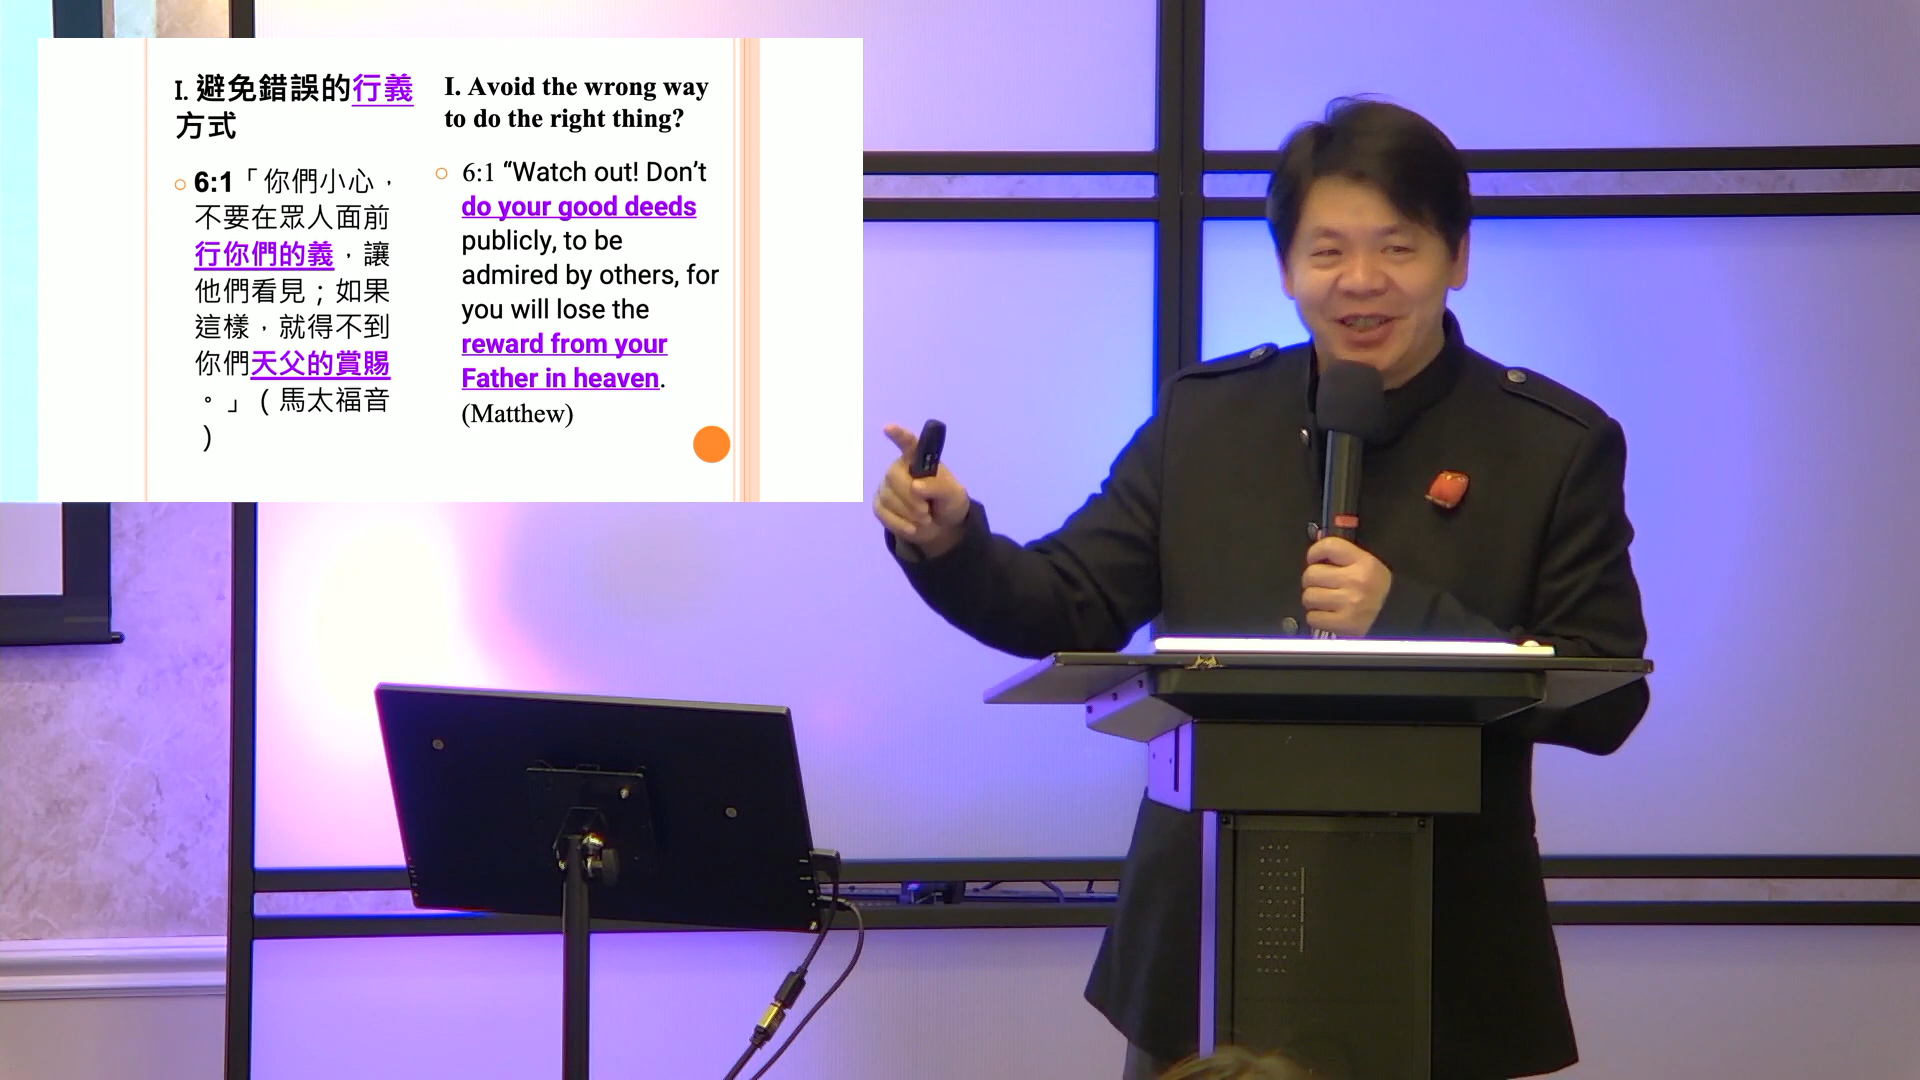 I. 避免錯誤的行義
方式
6:1「你們小心，
不要在眾人面前
行你們的義，讓
他們看見；如果
這樣，就得不到
你們天父的賞賜
。」（馬太福音
）
I. Avoid the wrong way
to do the right thing?
6:1 “Watch out! Don’t
do your good deeds
publicly, to be
admired by others, for
you will lose the
reward from your
Father in heaven.
(Matthew)